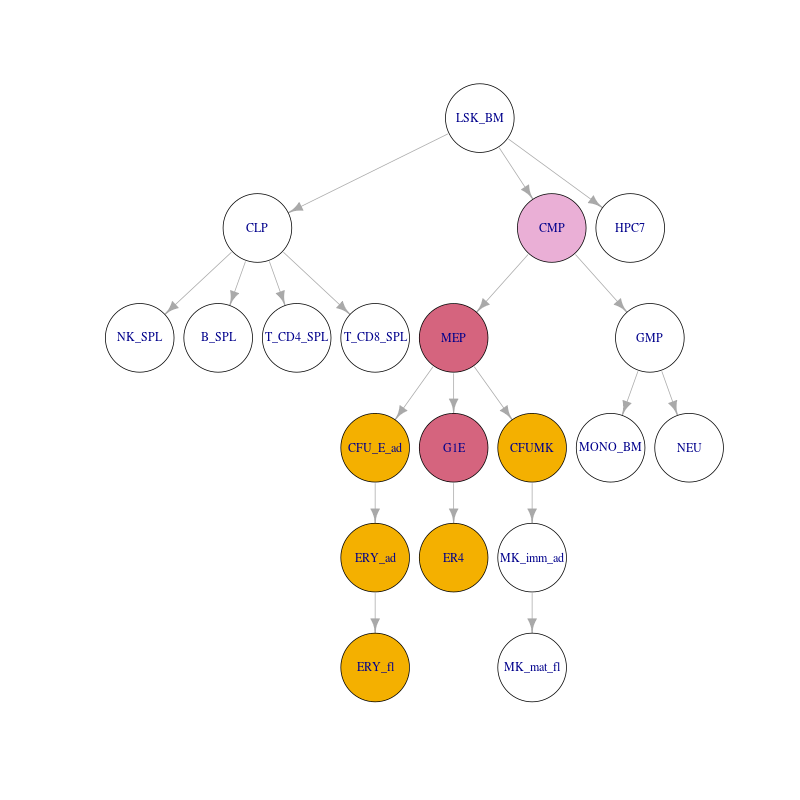 LSK_BM
CLP
CMP
HPC7
NK_SPL
B_SPL
T_CD4_SPL
T_CD8_SPL
MEP
GMP
CFU_E_ad
G1E
CFUMK
MONO_BM
NEU
ERY_ad
ER4
MK_imm_ad
ERY_fl
MK_mat_fl